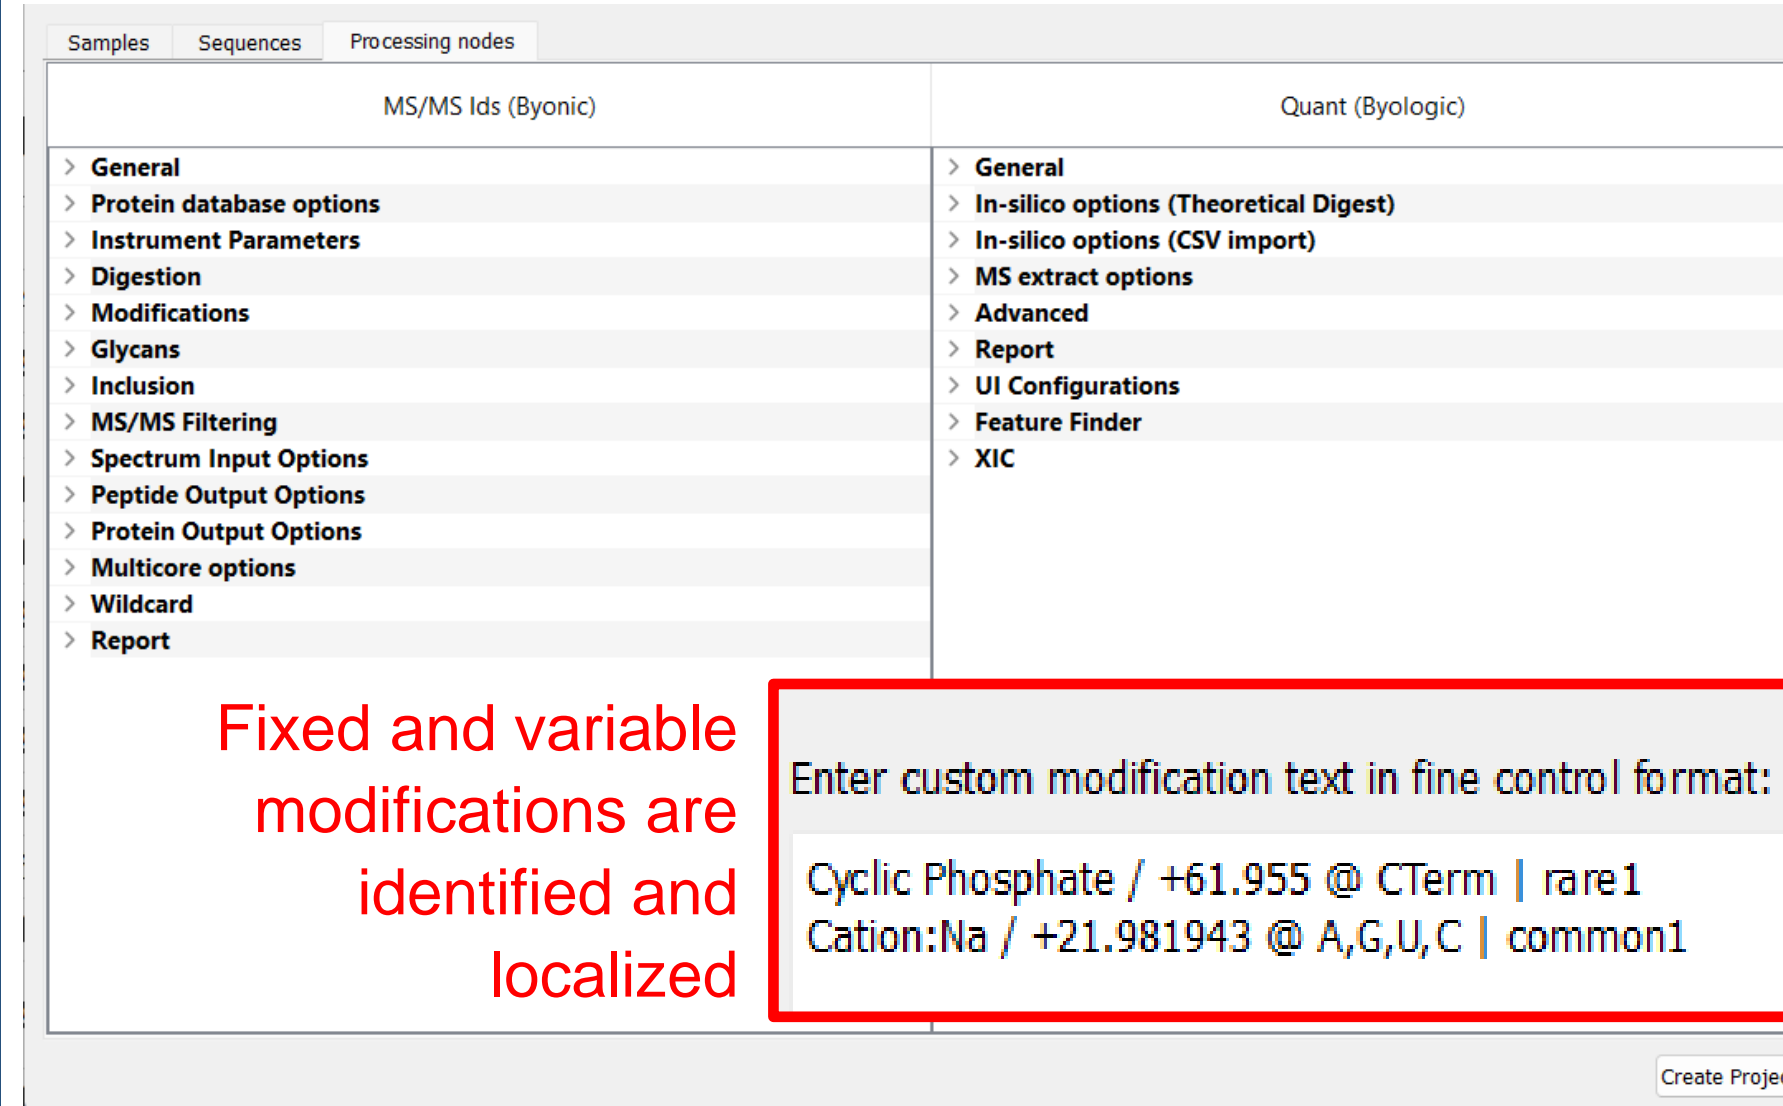 Samples Sequences Processing nodes
MS/MS Ids (Byonic)
General
Protein database options
Instrument Parameters
Digestion
Modifications
Glycans
Inclusion
MS/MS Filtering
Spectrum Input Options
Peptide Output Options
Protein Output Options
Multicore options
Wildcard
Report
Quant (Byologic)
General
In-silico options (Theoretical Digest)
In-silico options (CSV import)
MS extract options
Advanced
Report
UI Configurations
Feature Finder
XIC
Fixed and variable
modifications are
identified and
localized
Enter custom modification text in fine control format:
Cyclic Phosphate / +61.955 @ CTerm | rare1
Cation:Na / +21.981943 @ A,G,U,C | common1
Create